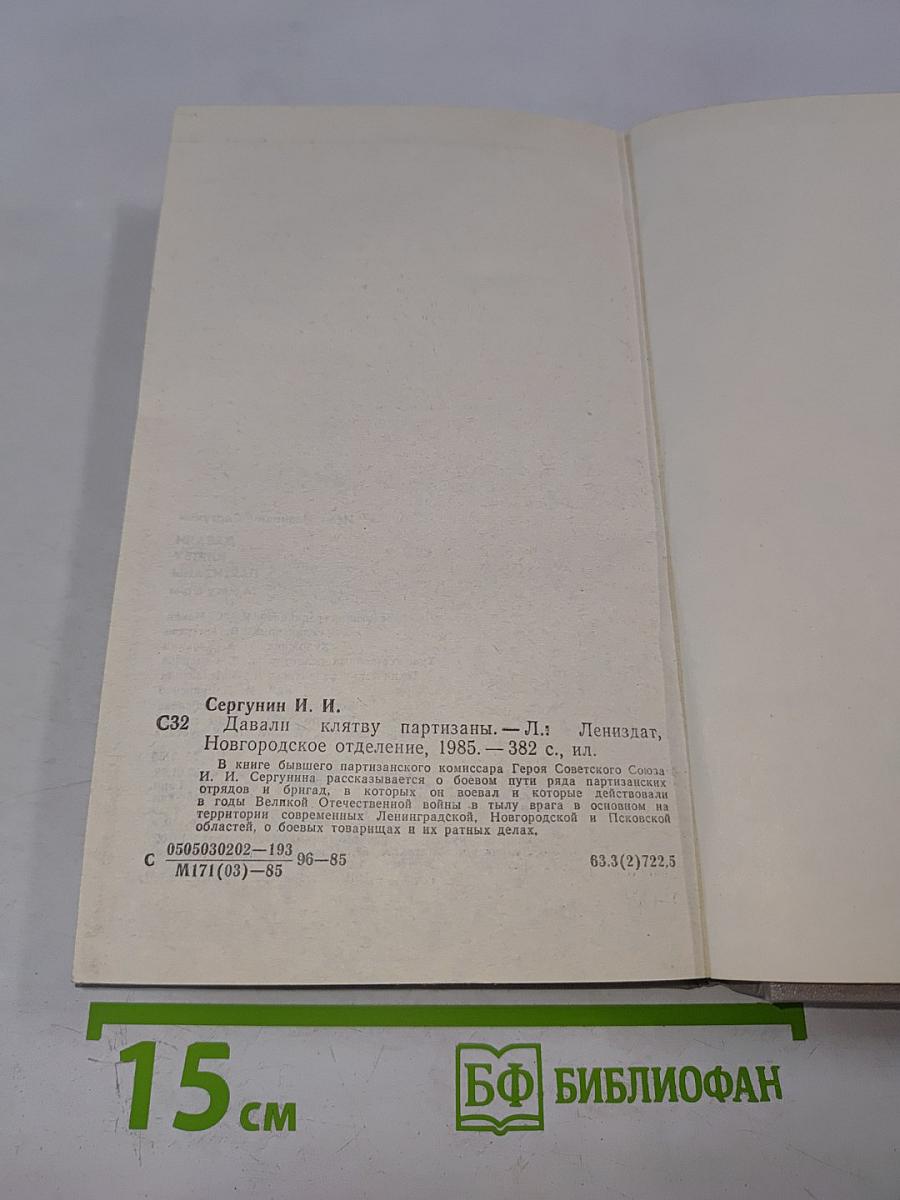 Сергунин И. И.
С32 Давали клятву партизаны. — Л.: Лениздат,
Новгородское отделение, 1985. — 382 с., ил.
В книге бывшего партизанского комиссара Героя Советского Союза
И. И. Сергунина рассказывается о боевом пути ряда партизанских
отрядов и бригад, в которых он воевал и которые действовали
в годы Великой Отечественной войны в тылу врага в основном на
территории современных Ленинградской, Новгородской и Псковской
областей, о боевых товарищах и их ратных делах.
С 0505030202—193 96—85 63.3(2)722.5
М171(03)—85
15 см
БФ БИБЛИОФАН